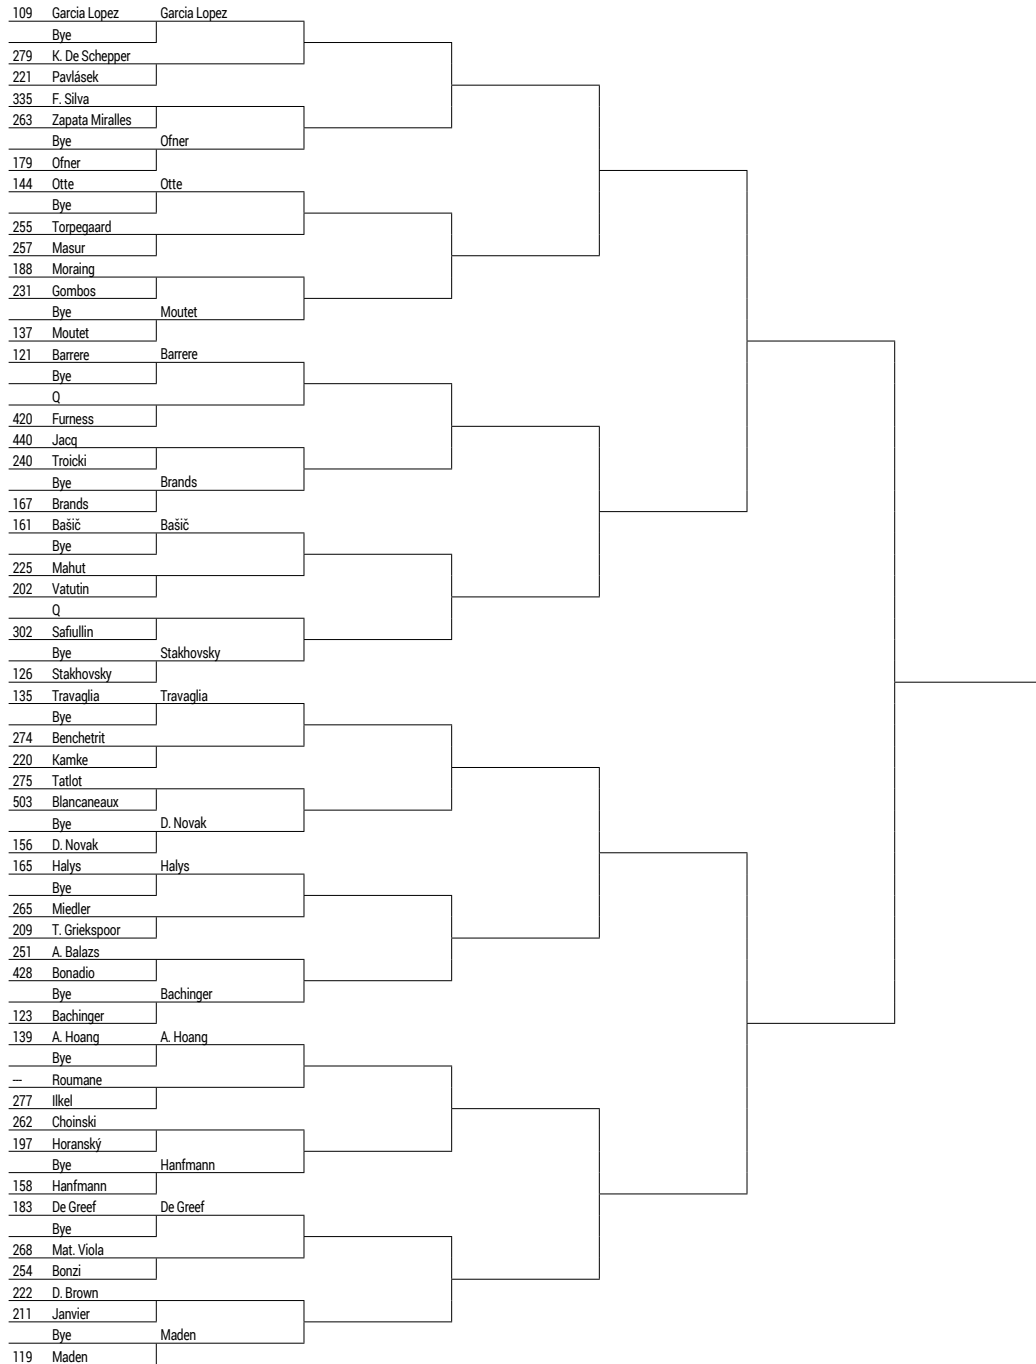 109 Garcia Lopez Garcia Lopez
Bye
279 K. De Schepper
221 Pavlásek
335 F. Silva
263 Zapata Miralles
Bye Ofner
179 Ofner
144 Otte Otte
Bye
255 Torpegaard
257 Masur
188 Moraing
231 Gombos
Bye Moutet
137 Moutet
121 Barrere Barrere
Bye
Q
420 Furness
440 Jacq
240 Troicki
Bye Brands
167 Brands
161 Bašič Bašič
Bye
225 Mahut
202 Vatutin
Q
302 Safiullin
Bye Stakhovsky
126 Stakhovsky
135 Travaglia Travaglia
Bye
274 Benchetrit
220 Kamke
275 Tatlot
503 Blancaneaux
Bye D. Novak
156 D. Novak
165 Halys Halys
Bye
265 Miedler
209 T. Griekspoor
251 A. Balazs
428 Bonadio
Bye Bachinger
123 Bachinger
139 A. Hoang A. Hoang
Bye
--- Roumane
277 Ilkel
262 Choinski
197 Horanský
Bye Hanfmann
158 Hanfmann
183 De Greef De Greef
Bye
268 Mat. Viola
254 Bonzi
222 D. Brown
211 Janvier
Bye Maden
119 Maden